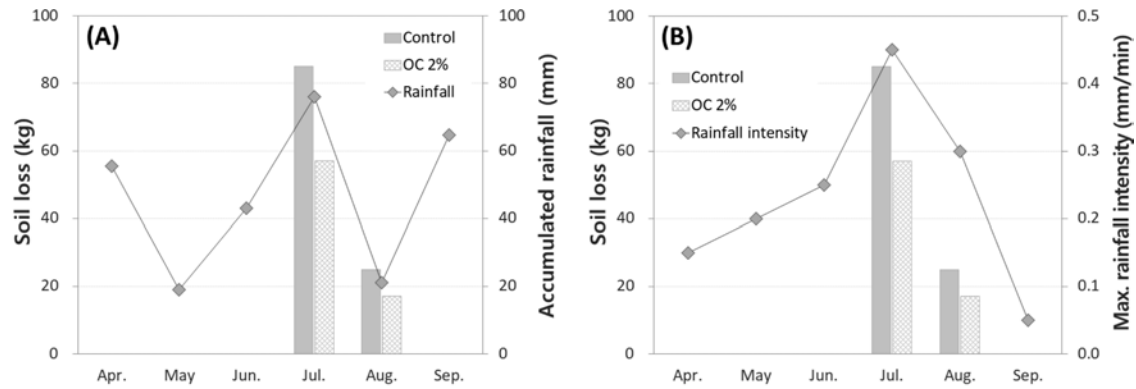 (A)
Soil loss (kg)
100
80
60
40
20
0
Control
OC 2%
Rainfall
100
80
60
40
20
0
Accumulated rainfall (mm)
Apr. May Jun. Jul. Aug. Sep.
(B)
Soil loss (kg)
100
80
60
40
20
0
Control
OC 2%
Rainfall intensity
0.5
0.4
0.3
0.2
0.1
0.0
Max. rainfall intensity (mm/min)
Apr. May Jun. Jul. Aug. Sep.